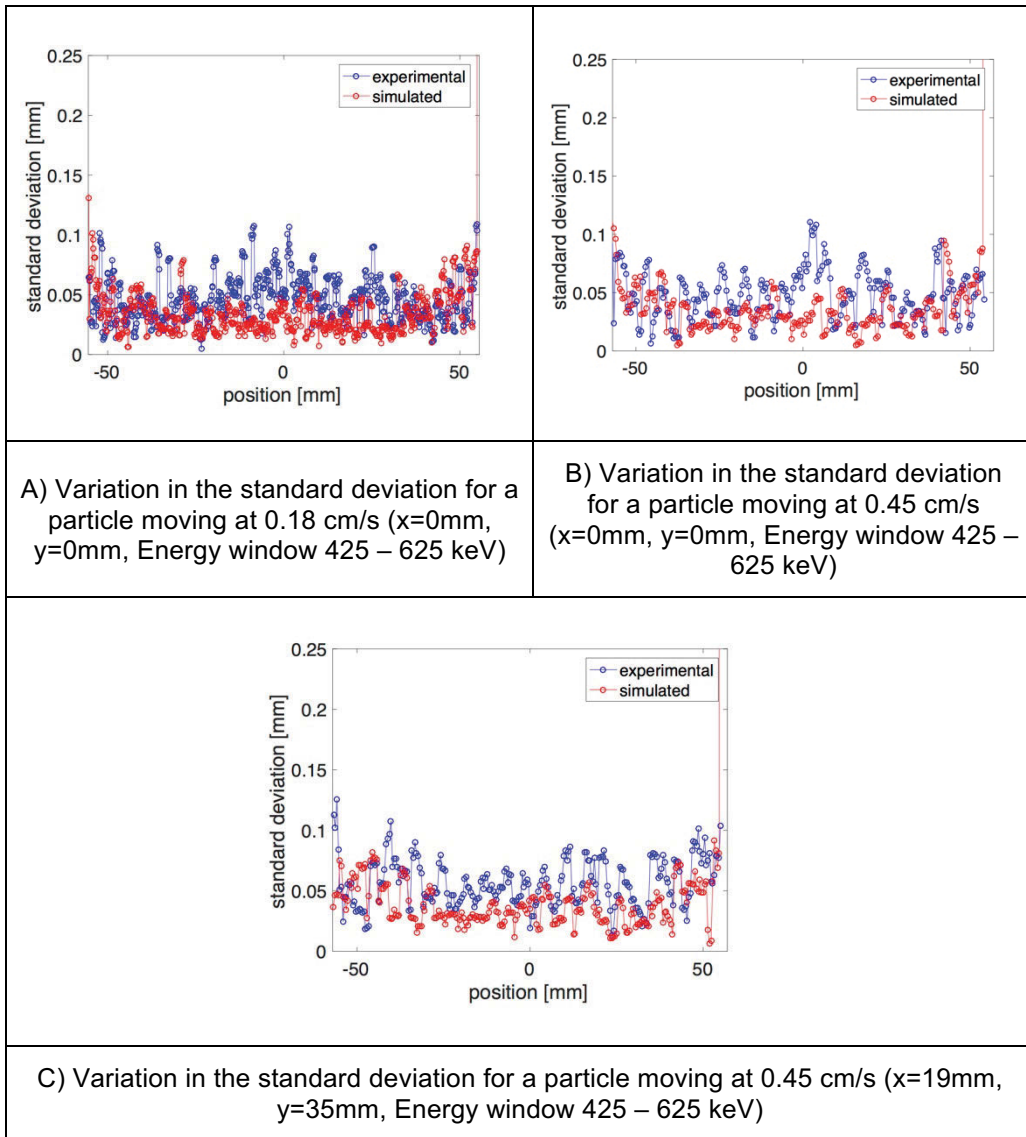 0.25
0.2
0.15
0.1
0.05
0
standard deviation [mm]
-50 0 50
position [mm]
experimental
simulated
0.25
0.2
0.15
0.1
0.05
0
standard deviation [mm]
-50 0 50
position [mm]
experimental
simulated
A) Variation in the standard deviation for a
particle moving at 0.18 cm/s (x=0mm,
y=0mm, Energy window 425 – 625 keV)
B) Variation in the standard deviation
for a particle moving at 0.45 cm/s
(x=0mm, y=0mm, Energy window 425 –
625 keV)
0.25
0.2
0.15
0.1
0.05
0
standard deviation [mm]
-50 0 50
position [mm]
experimental
simulated
C) Variation in the standard deviation for a particle moving at 0.45 cm/s (x=19mm,
y=35mm, Energy window 425 – 625 keV)